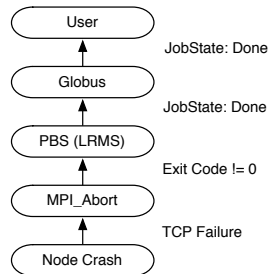 User
JobState: Done
Globus
JobState: Done
PBS (LRMS)
Exit Code != 0
MPI_Abort
TCP Failure
Node Crash